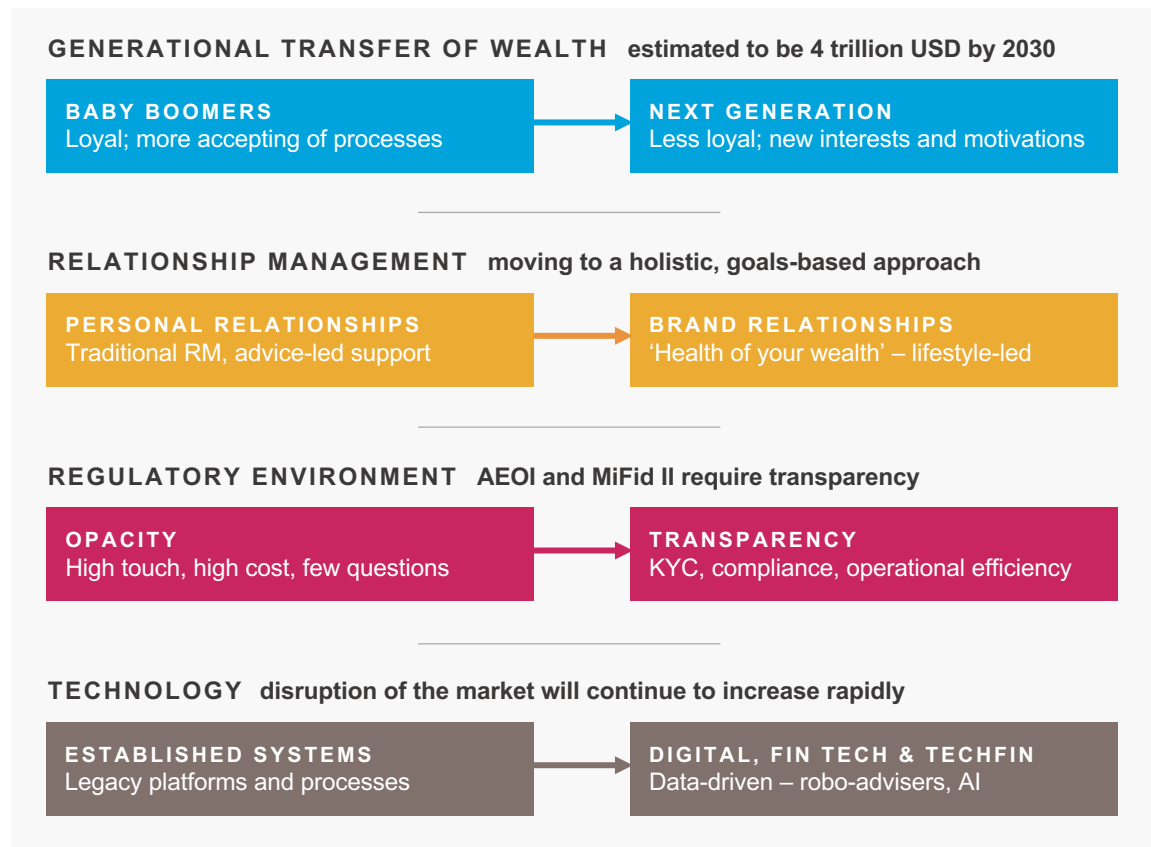 GENERATIONAL TRANSFER OF WEALTH estimated to be 4 trillion USD by 2030
BABY BOOMERS
Loyal; more accepting of processes
NEXT GENERATION
Less loyal; new interests and motivations
RELATIONSHIP MANAGEMENT moving to a holistic, goals-based approach
PERSONAL RELATIONSHIPS
Traditional RM, advice-led support
BRAND RELATIONSHIPS
‘Health of your wealth’ – lifestyle-led
REGULATORY ENVIRONMENT AEOI and MiFid II require transparency
OPACITY
High touch, high cost, few questions
TRANSPARENCY
KYC, compliance, operational efficiency
TECHNOLOGY disruption of the market will continue to increase rapidly
ESTABLISHED SYSTEMS
Legacy platforms and processes
DIGITAL, FIN TECH & TECHFIN
Data-driven – robo-advisers, AI